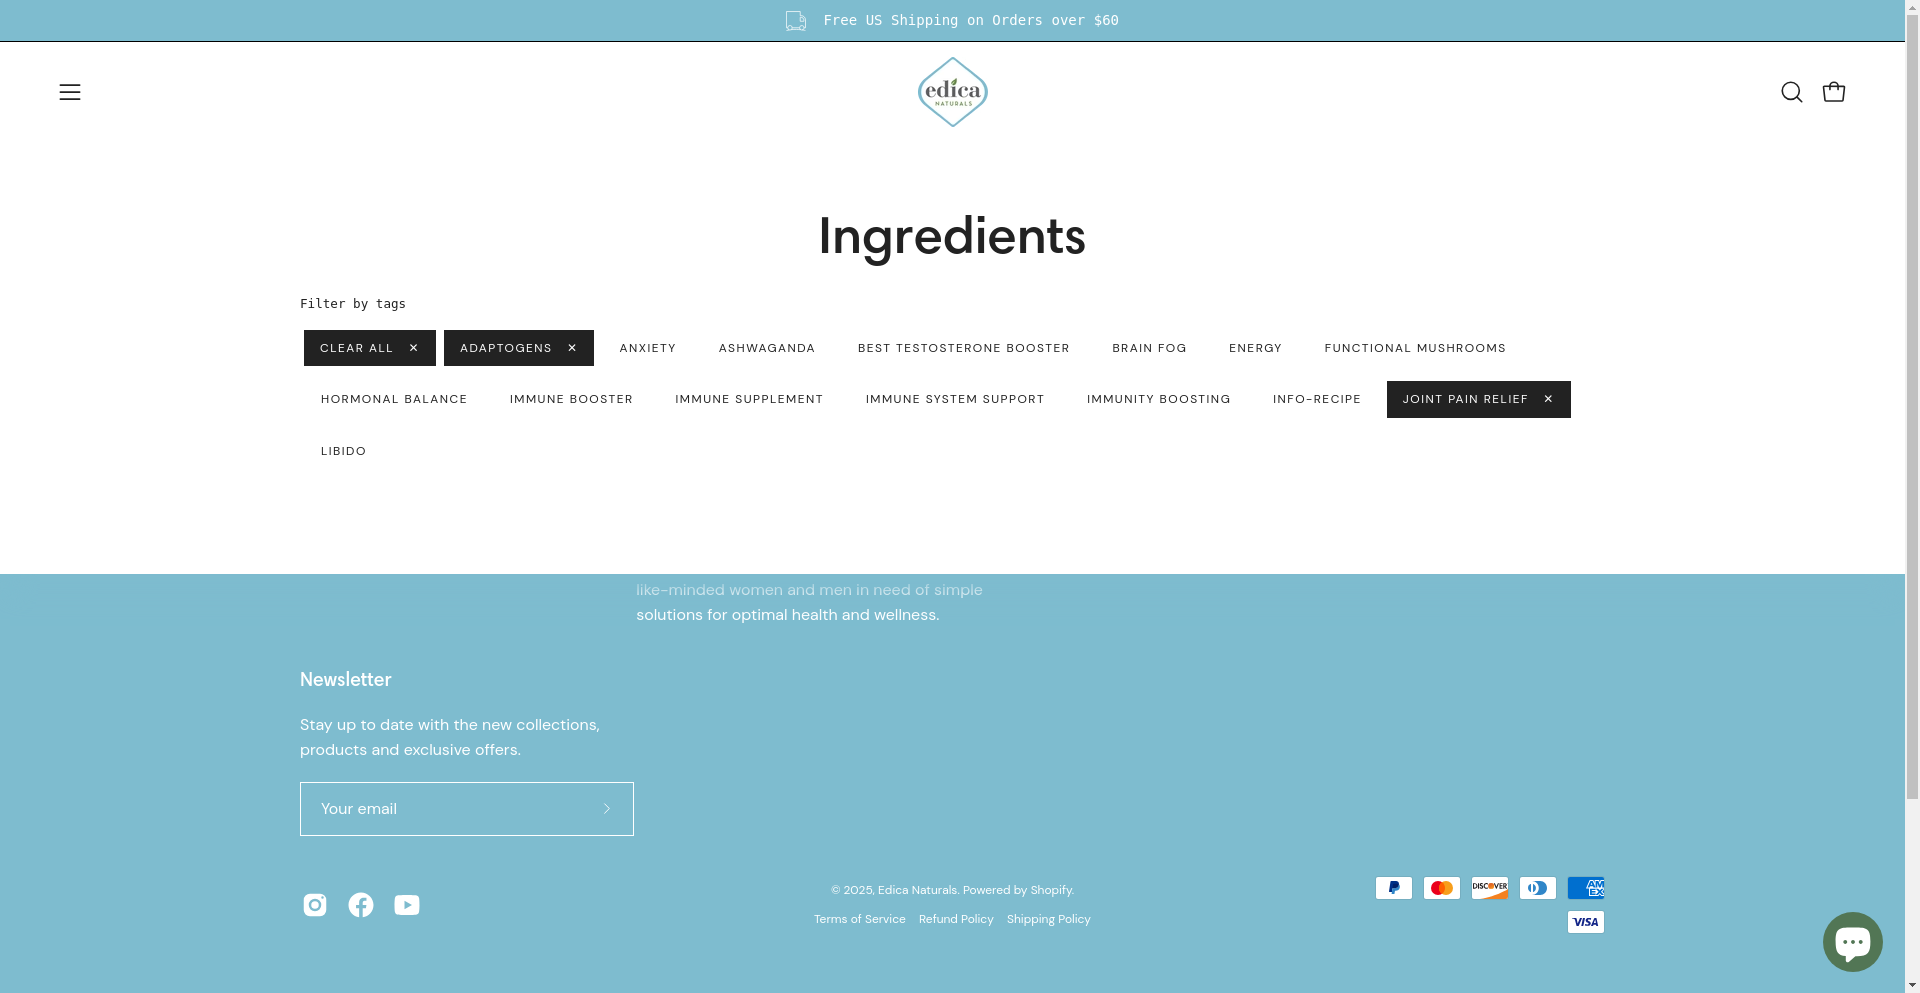 Free US Shipping on Orders over $60
edica
NATURALS
Ingredients
Filter by tags
CLEAR ALL ✕ ADAPTOGENS ✕ ANXIETY ASHWAGANDA BEST TESTOSTERONE BOOSTER BRAIN FOG ENERGY FUNCTIONAL MUSHROOMS
HORMONAL BALANCE IMMUNE BOOSTER IMMUNE SUPPLEMENT IMMUNE SYSTEM SUPPORT IMMUNITY BOOSTING INFO-RECIPE JOINT PAIN RELIEF ✕
LIBIDO
like-minded women and men in need of simple
solutions for optimal health and wellness.
Newsletter
Stay up to date with the new collections,
products and exclusive offers.
Your email
© 2025, Edica Naturals. Powered by Shopify.
Terms of Service Refund Policy Shipping Policy
DISCOVER
AM
EX
VISA